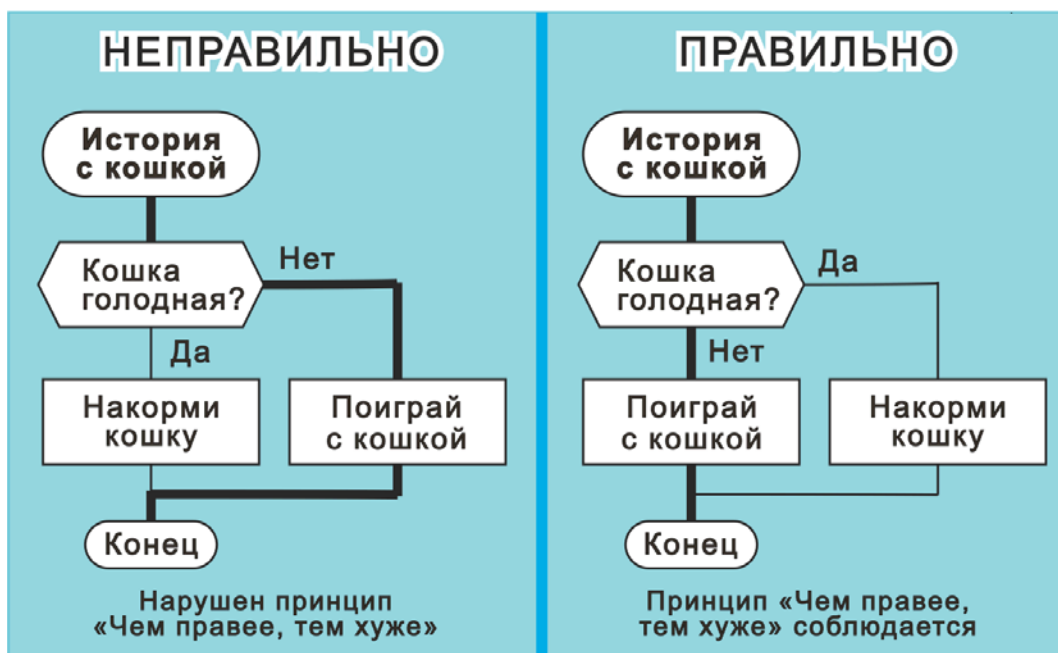 НЕПРАВИЛЬНО
История
с кошкой
Кошка
голодная?
Нет
Да
Накорми
кошку
Поиграй
с кошкой
Конец
Нарушен принцип
«Чем правее, тем хуже»
ПРАВИЛЬНО
История
с кошкой
Кошка
голодная?
Да
Нет
Поиграй
с кошкой
Накорми
кошку
Конец
Принцип «Чем правее,
тем хуже» соблюдается